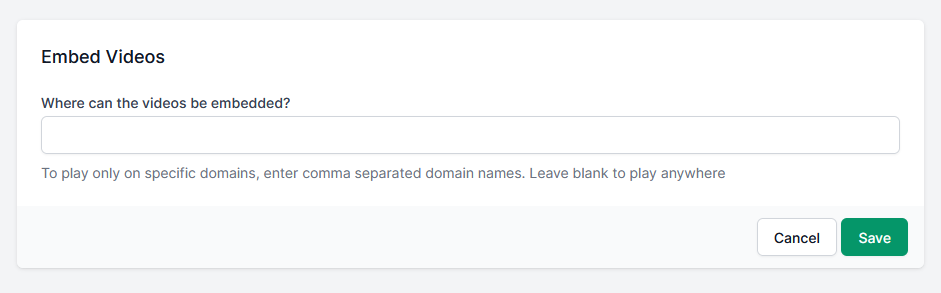 Embed Videos
Where can the videos be embedded?
To play only on specific domains, enter comma separated domain names. Leave blank to play anywhere
Cancel Save